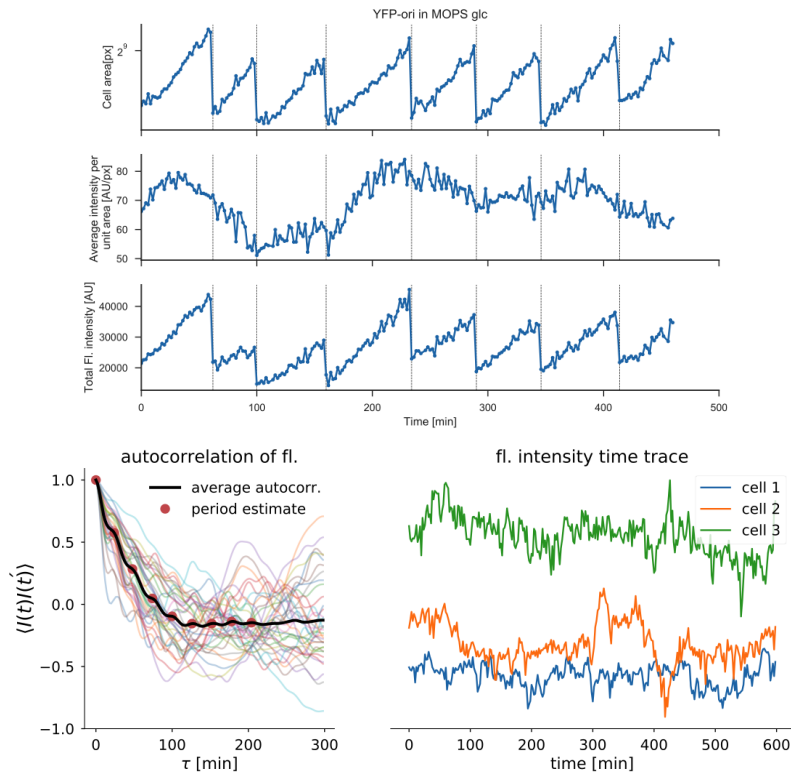 YFP-ori in MOPS glc
Cell area[px]
2⁹
Average intensity per
unit area [AU/px]
80
70
60
50
Total Fl. intensity [AU]
40000
30000
20000
0 100 200 300 400 500
Time [min]
autocorrelation of fl.
⟨I(t)I(t́)⟩
1.0
0.5
0.0
−0.5
−1.0
average autocorr.
period estimate
0 100 200 300
τ [min]
fl. intensity time trace
cell 1
cell 2
cell 3
0 100 200 300 400 500 600
time [min]